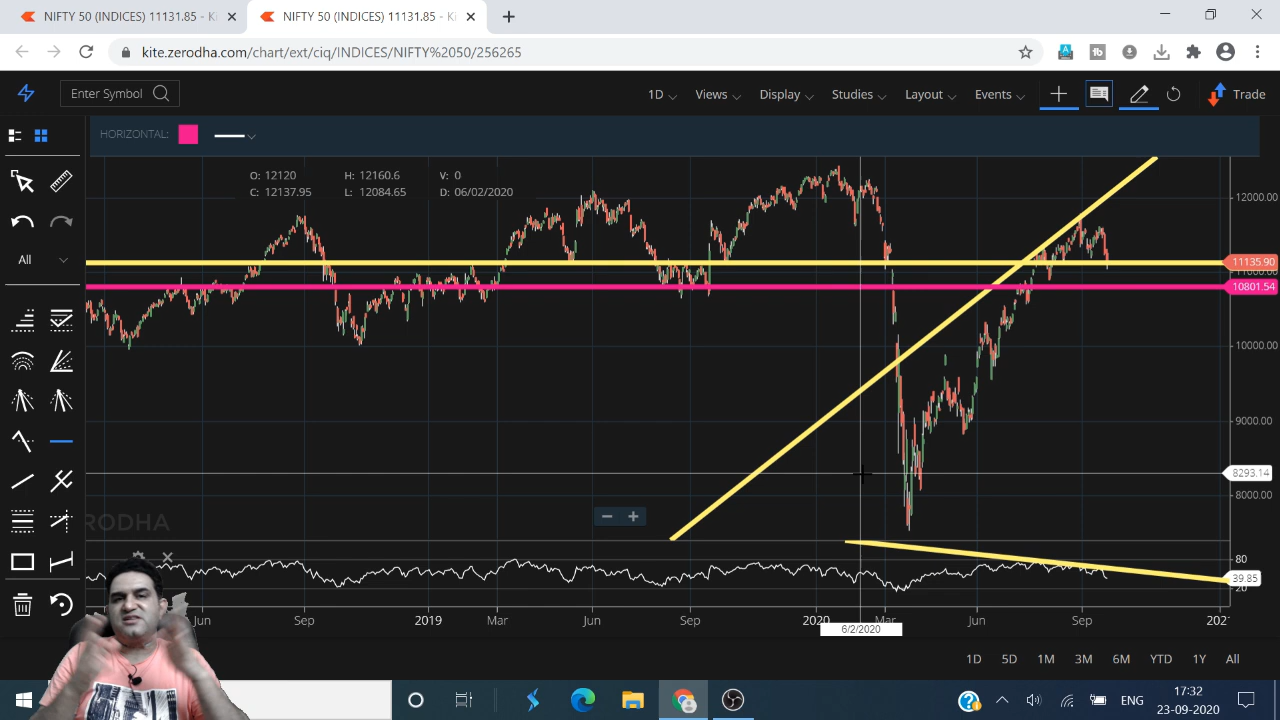 NIFTY 50 (INDICES) 11131.85 - Ki
NIFTY 50 (INDICES) 11131.85 - Ki
kite.zerodha.com/chart/ext/ciq/INDICES/NIFTY%2050/256265
Enter Symbol
1D Views Display Studies Layout Events Trade
HORIZONTAL:
O: 12120 H: 12160.6 V: 0
C: 12137.95 L: 12084.65 D: 06/02/2020
All
12000.00
11135.90
11000.00
10801.54
10000.00
9000.00
8293.14
8000.00
ERODHA
80
39.85
20
Jun Sep 2019 Mar Jun Sep 2020 Mar Jun Sep 202
6/2/2020
1D 5D 1M 3M 6M YTD 1Y All
ENG
17:32
23-09-2020